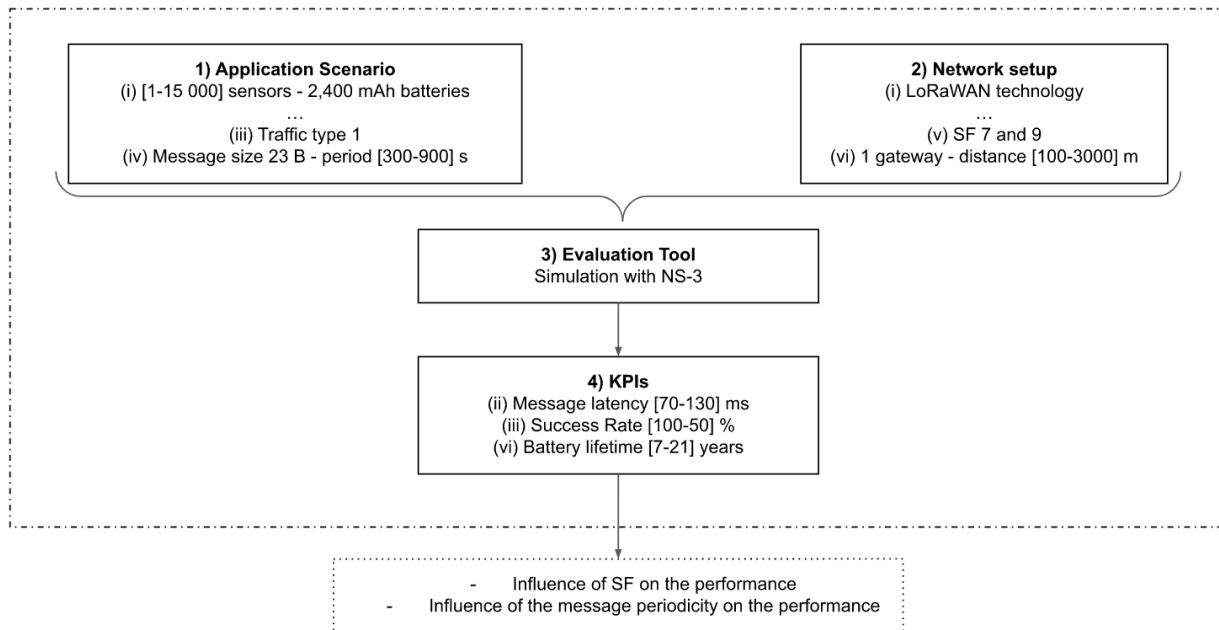 1) Application Scenario
(i) [1-15 000] sensors - 2,400 mAh batteries
…
(iii) Traffic type 1
(iv) Message size 23 B - period [300-900] s
2) Network setup
(i) LoRaWAN technology
…
(v) SF 7 and 9
(vi) 1 gateway - distance [100-3000] m
3) Evaluation Tool
Simulation with NS-3
4) KPIs
(ii) Message latency [70-130] ms
(iii) Success Rate [100-50] %
(vi) Battery lifetime [7-21] years
- Influence of SF on the performance
- Influence of the message periodicity on the performance